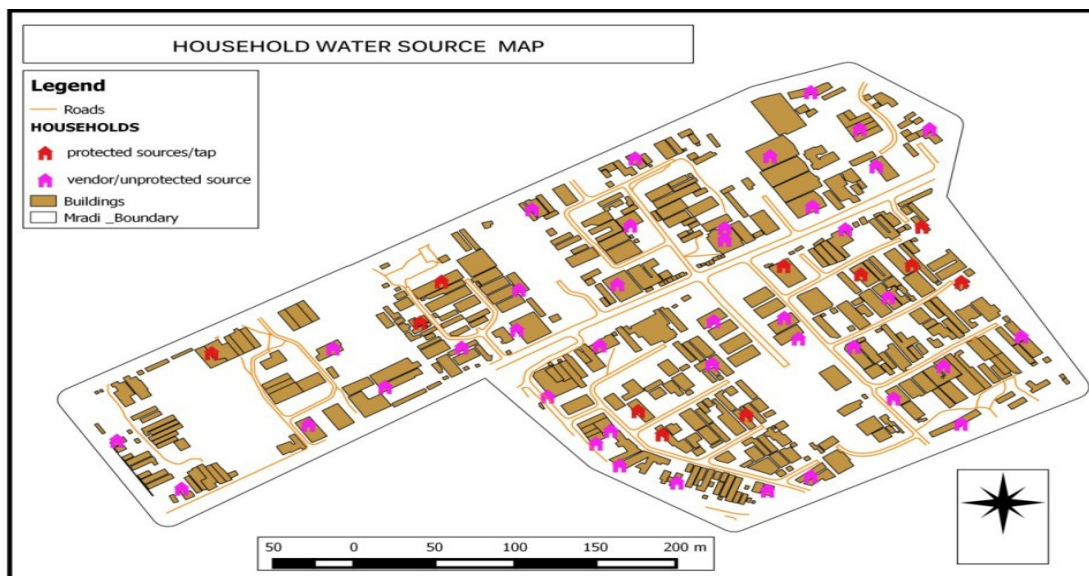 HOUSEHOLD WATER SOURCE MAP
Legend
Roads
HOUSEHOLDS
protected sources/tap
vendor/unprotected source
Buildings
Mradi _Boundary
50 0 50 100 150 200 m